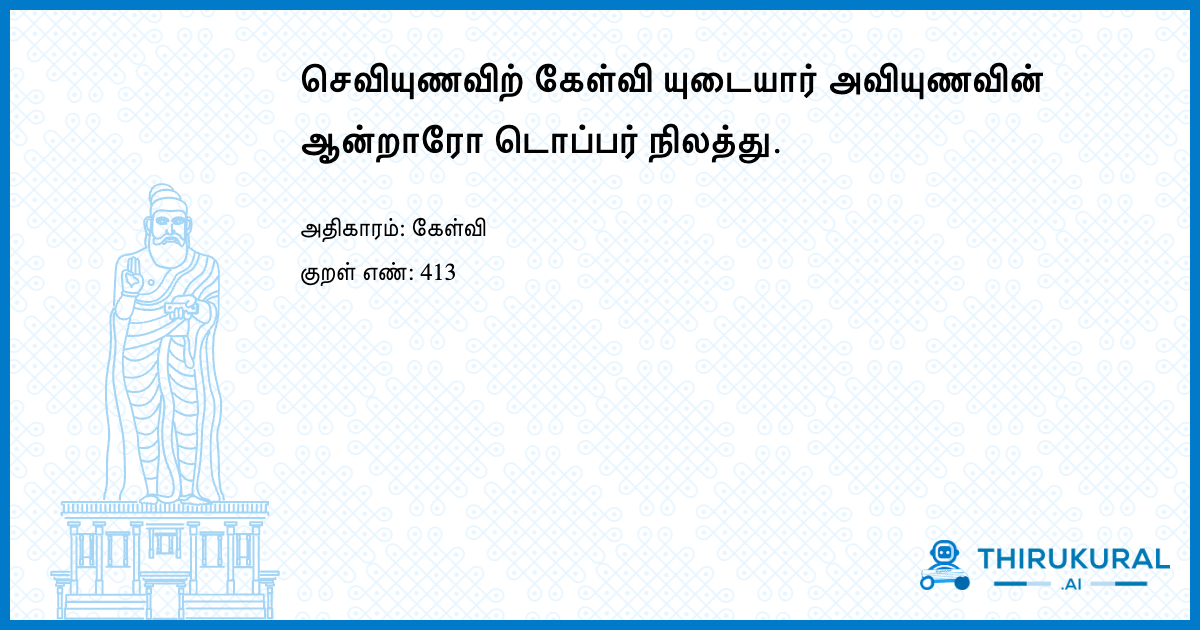 செவியுணவிற் கேள்வி யுடையார் அவியுணவின்
ஆன்றாரோ டொப்பர் நிலத்து.
அதிகாரம்: கேள்வி
குறள் எண்: 413
THIRUKURAL
.AI